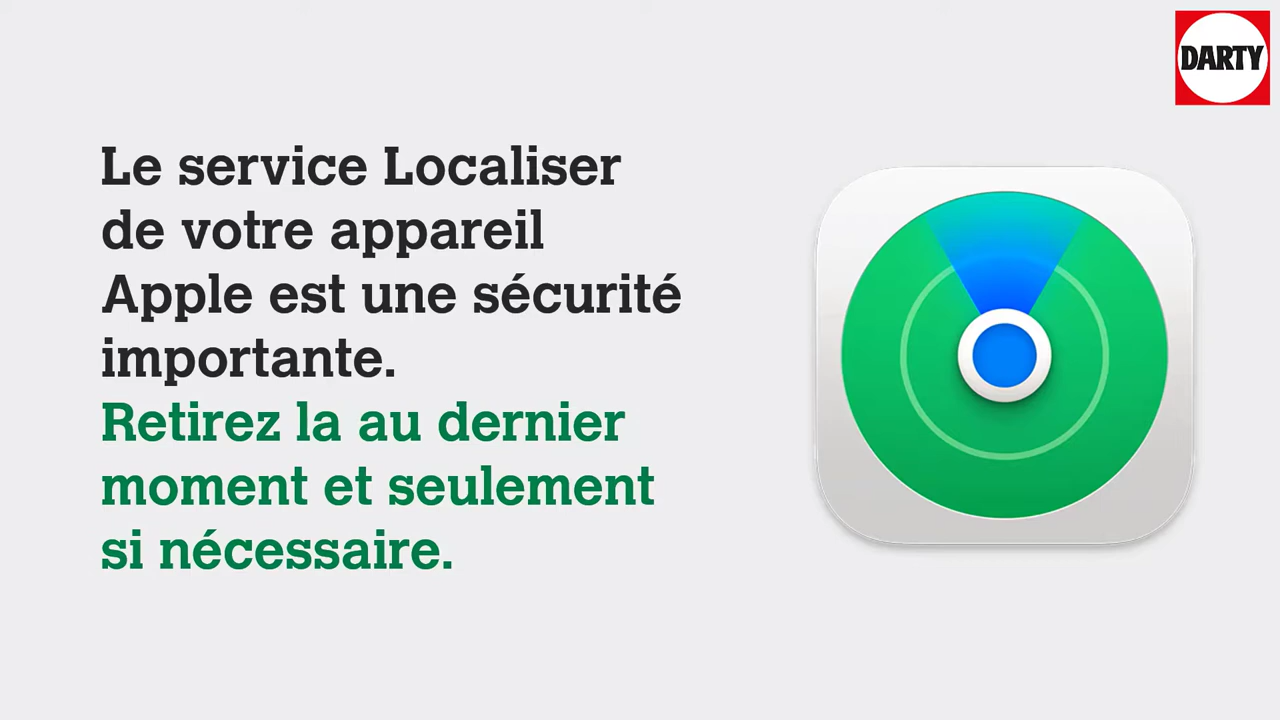 DARTY
Le service Localiser
de votre appareil
Apple est une sécurité
importante.
Retirez la au dernier
moment et seulement
si nécessaire.